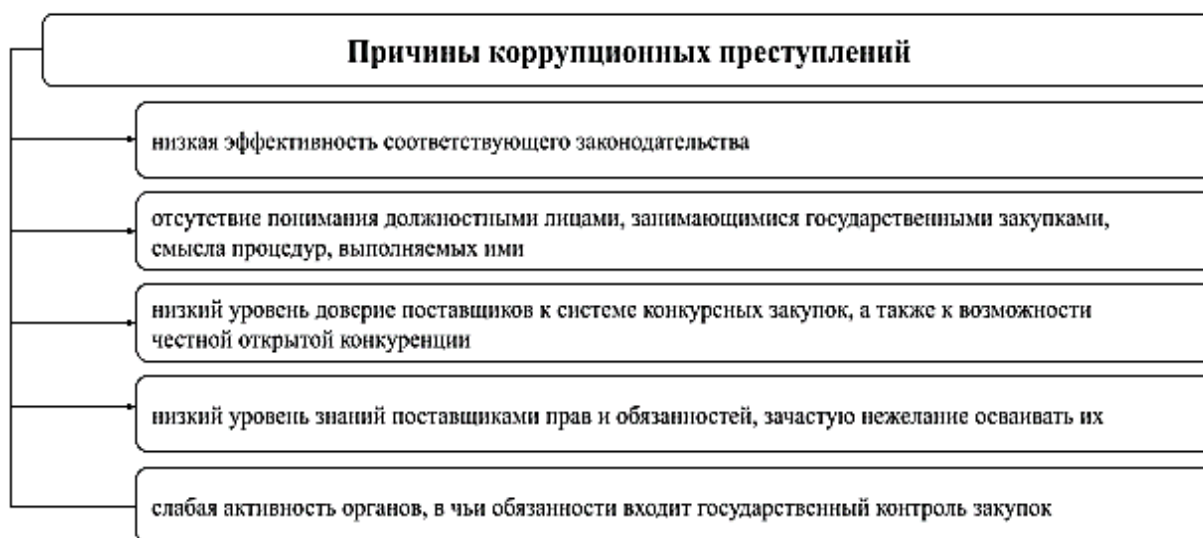 Причины коррупционных преступлений
низкая эффективность соответствующего законодательства
отсутствие понимания должностными лицами, занимающимися государственными закупками,
смысла процедур, выполняемых ими
низкий уровень доверие поставщиков к системе конкурсных закупок, а также к возможности
честной открытой конкуренции
низкий уровень знаний поставщиками прав и обязанностей, зачастую нежелание осваивать их
слабая активность органов, в чьи обязанности входит государственный контроль закупок